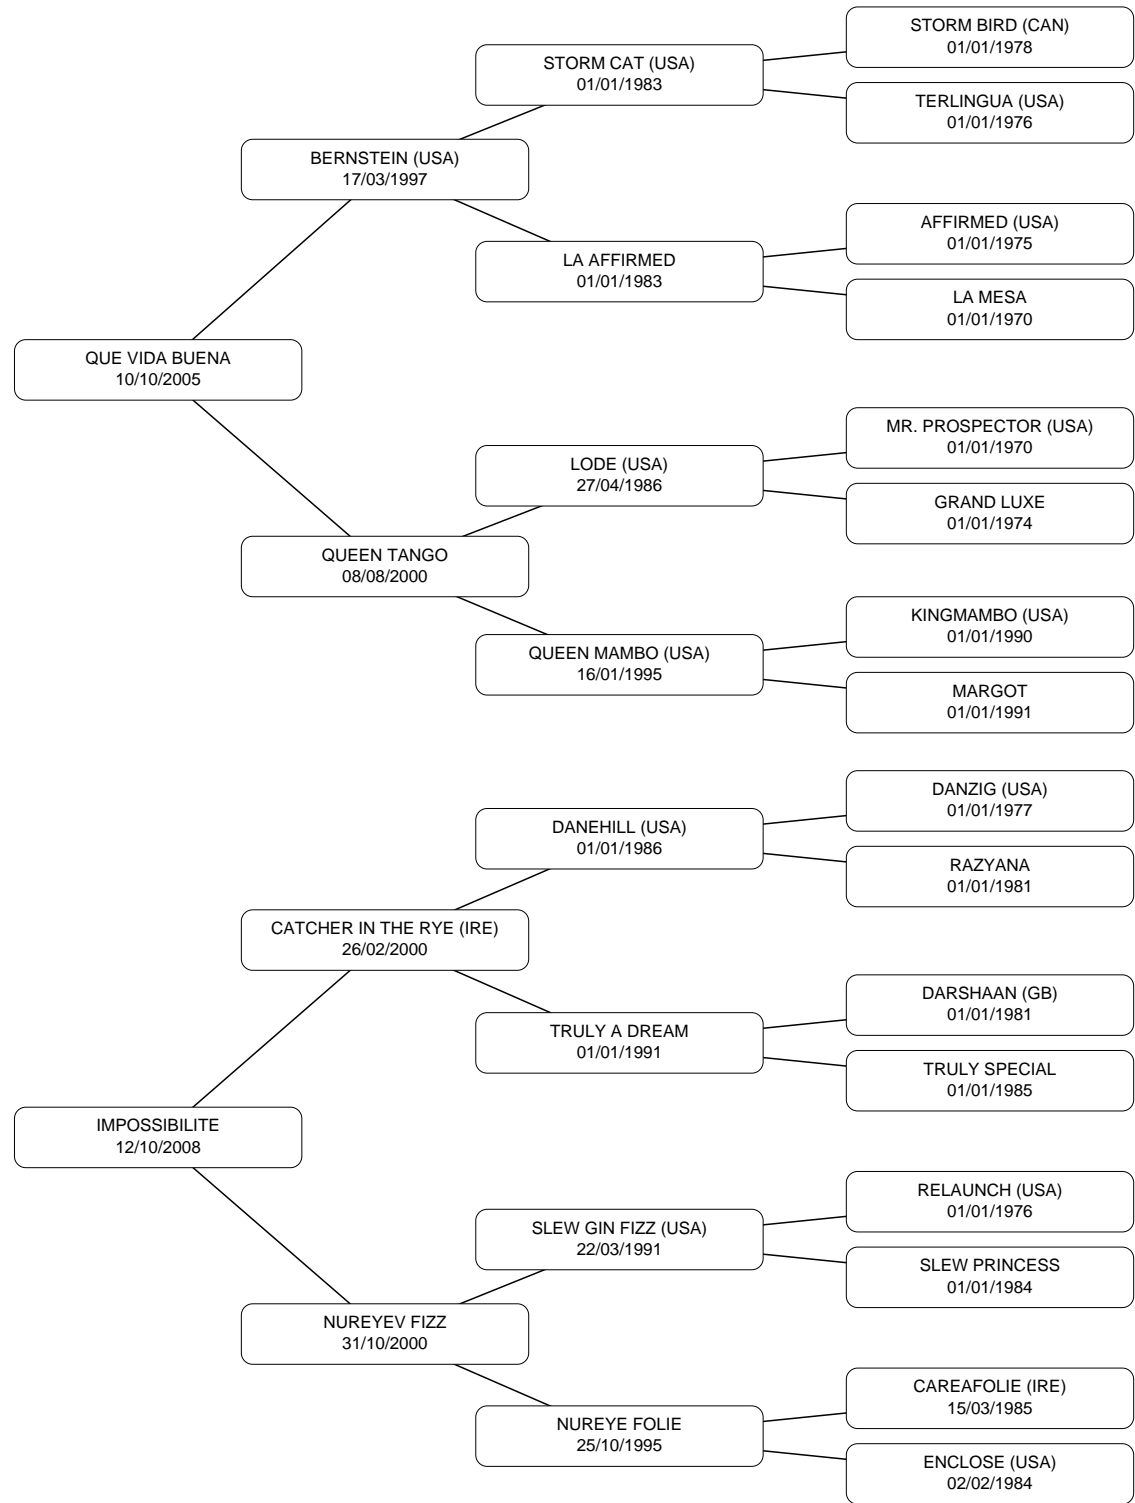 STORM BIRD (CAN)
01/01/1978
STORM CAT (USA)
01/01/1983
TERLINGUA (USA)
01/01/1976
BERNSTEIN (USA)
17/03/1997
AFFIRMED (USA)
01/01/1975
LA AFFIRMED
01/01/1983
LA MESA
01/01/1970
QUE VIDA BUENA
10/10/2005
MR. PROSPECTOR (USA)
01/01/1970
LODE (USA)
27/04/1986
GRAND LUXE
01/01/1974
QUEEN TANGO
08/08/2000
KINGMAMBO (USA)
01/01/1990
QUEEN MAMBO (USA)
16/01/1995
MARGOT
01/01/1991
DANZIG (USA)
01/01/1977
DANEHILL (USA)
01/01/1986
RAZYANA
01/01/1981
CATCHER IN THE RYE (IRE)
26/02/2000
DARSHAAN (GB)
01/01/1981
TRULY A DREAM
01/01/1991
TRULY SPECIAL
01/01/1985
IMPOSSIBILITE
12/10/2008
RELAUNCH (USA)
01/01/1976
SLEW GIN FIZZ (USA)
22/03/1991
SLEW PRINCESS
01/01/1984
NUREYEV FIZZ
31/10/2000
CAREAFOLIE (IRE)
15/03/1985
NUREYE FOLIE
25/10/1995
ENCLOSE (USA)
02/02/1984